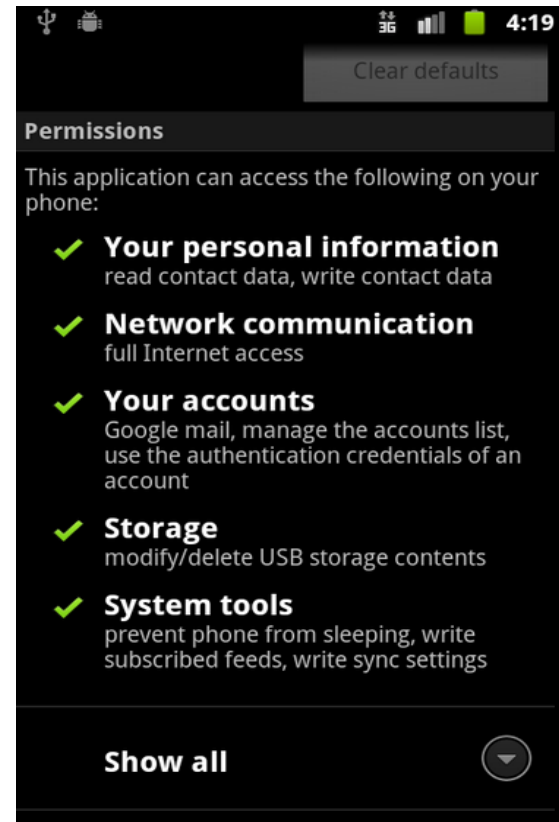 3G 4:19
Clear defaults
Permissions
This application can access the following on your
phone:
Your personal information
read contact data, write contact data
Network communication
full Internet access
Your accounts
Google mail, manage the accounts list,
use the authentication credentials of an
account
Storage
modify/delete USB storage contents
System tools
prevent phone from sleeping, write
subscribed feeds, write sync settings
Show all